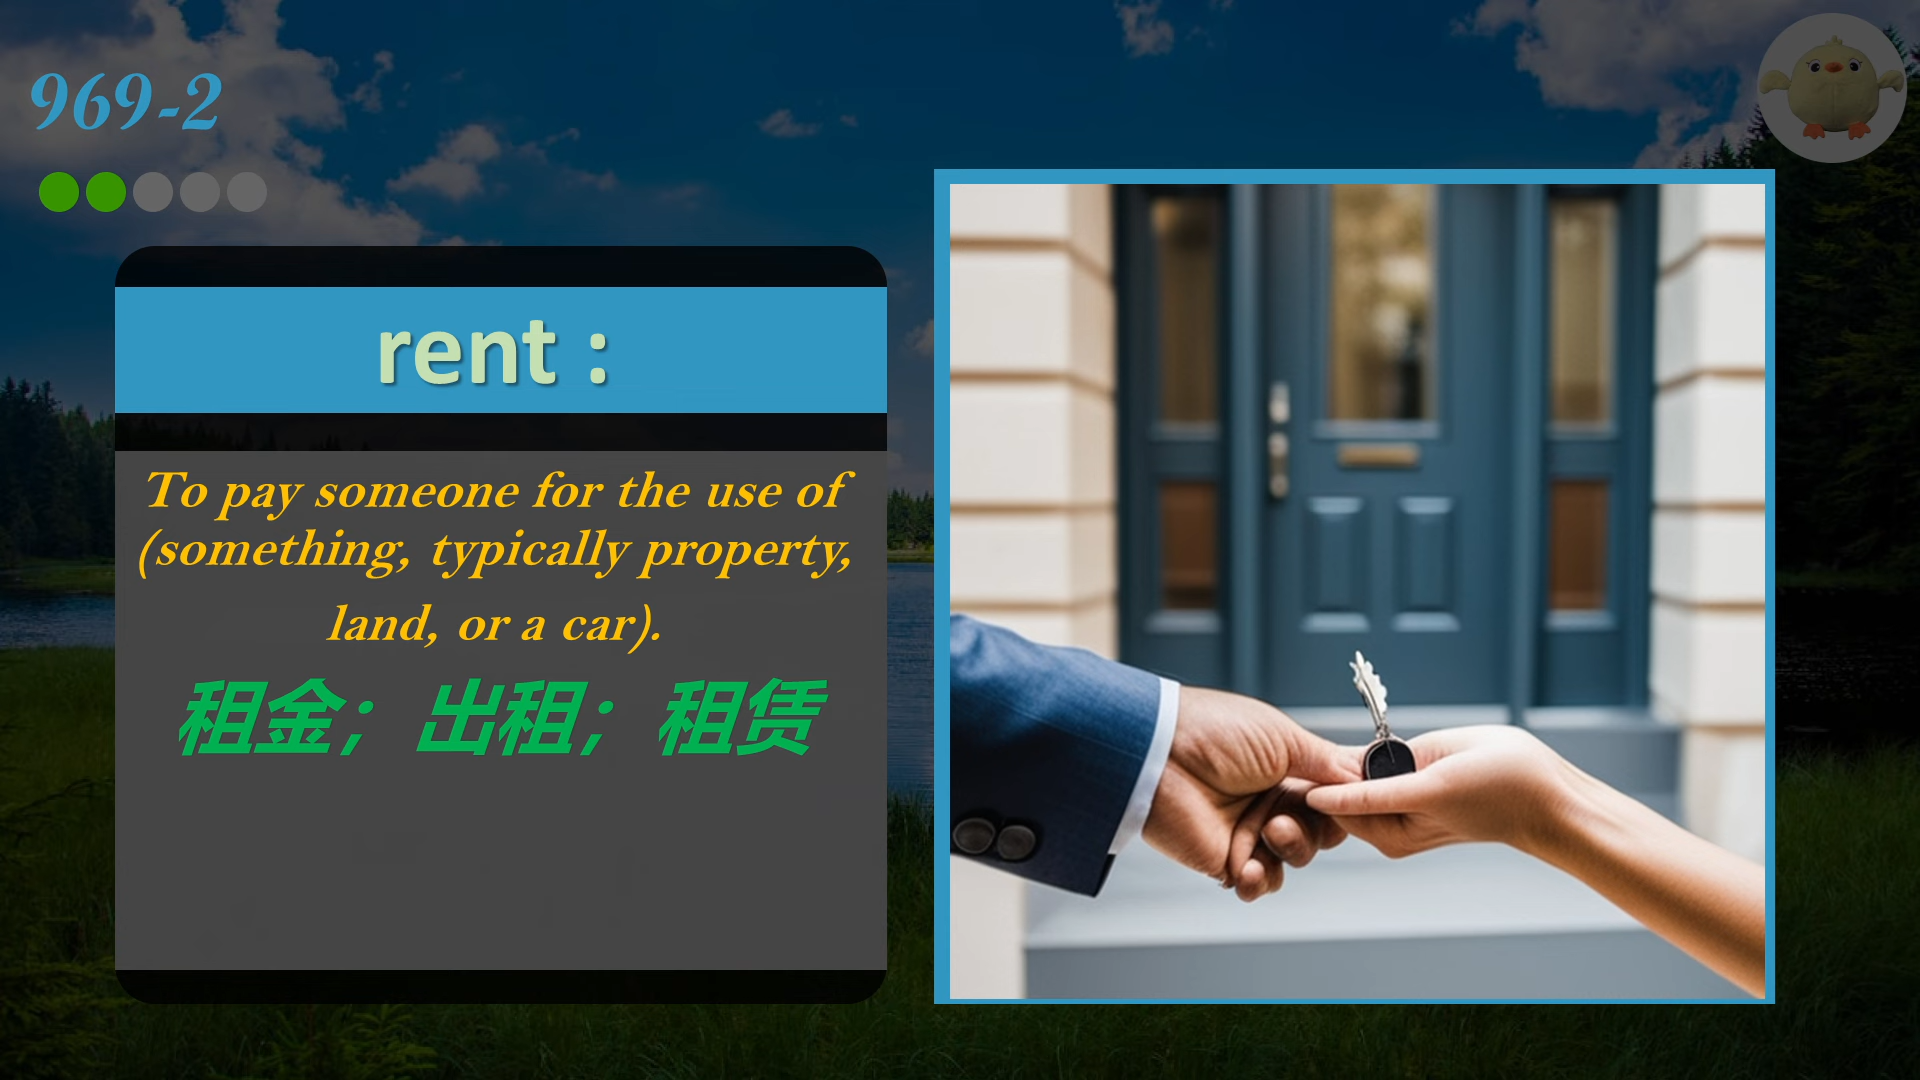 969-2
rent :
To pay someone for the use of
(something, typically property,
land, or a car).
租金；出租；租赁